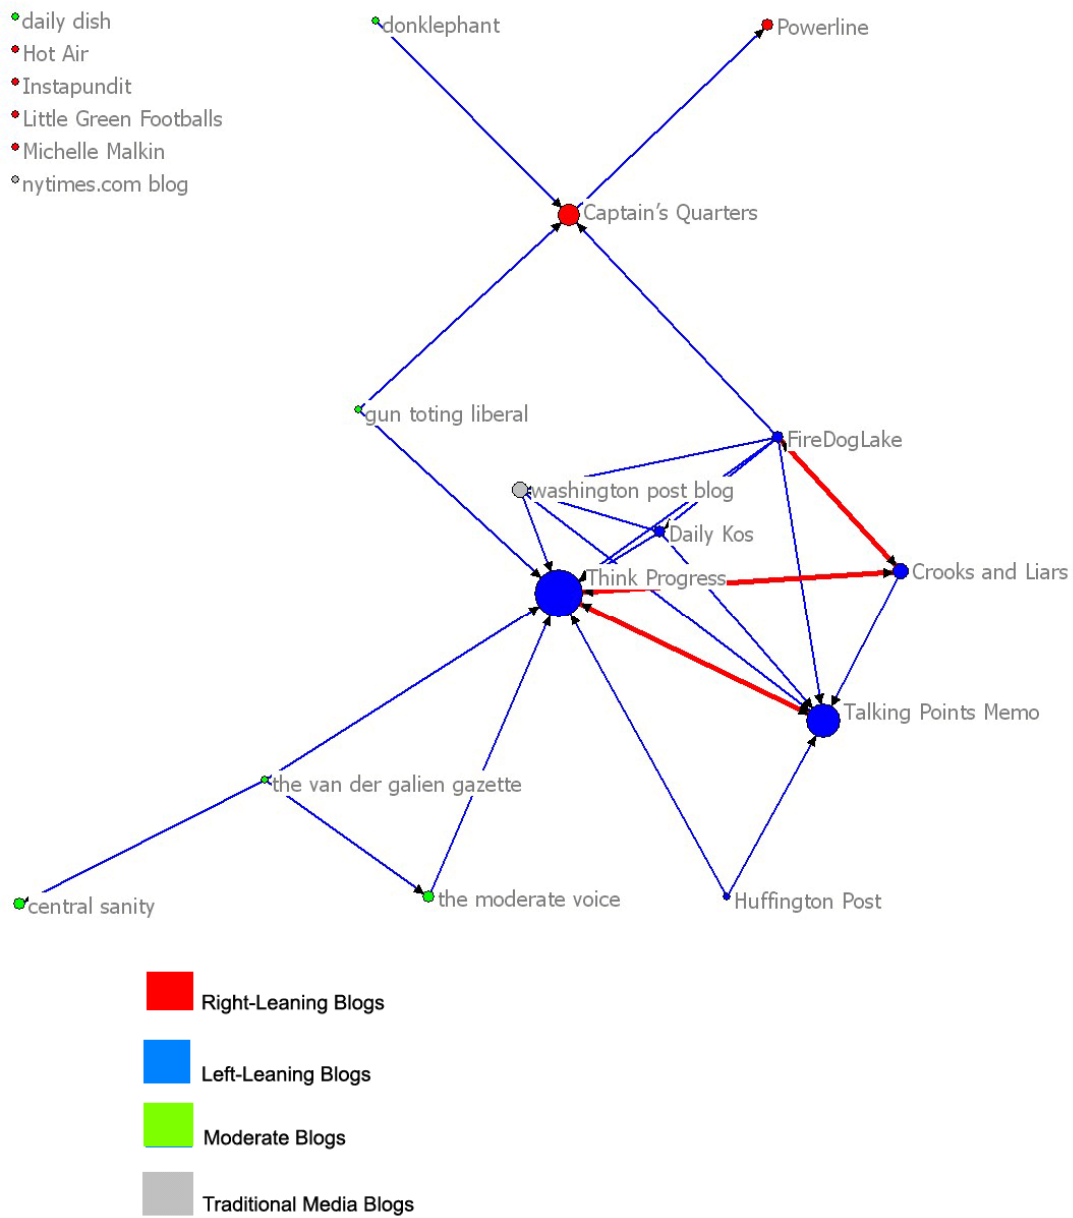 daily dish
donklephant
Powerline
Hot Air
Instapundit
Little Green Footballs
Michelle Malkin
nytimes.com blog
Captain's Quarters
gun toting liberal
FireDogLake
washington post blog
Daily Kos
Think Progress
Crooks and Liars
Talking Points Memo
the van der galien gazette
central sanity
the moderate voice
Huffington Post
Right-Leaning Blogs
Left-Leaning Blogs
Moderate Blogs
Traditional Media Blogs